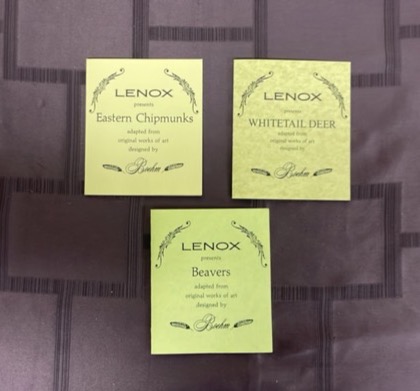 LENOX
presents
Eastern Chipmunks
adapted from
original works of art
designed by
Boehm
LENOX
presents
WHITETAIL DEER
adapted from
original works of art
designed by
Boehm
LENOX
presents
Beavers
adapted from
original works of art
designed by
Boehm